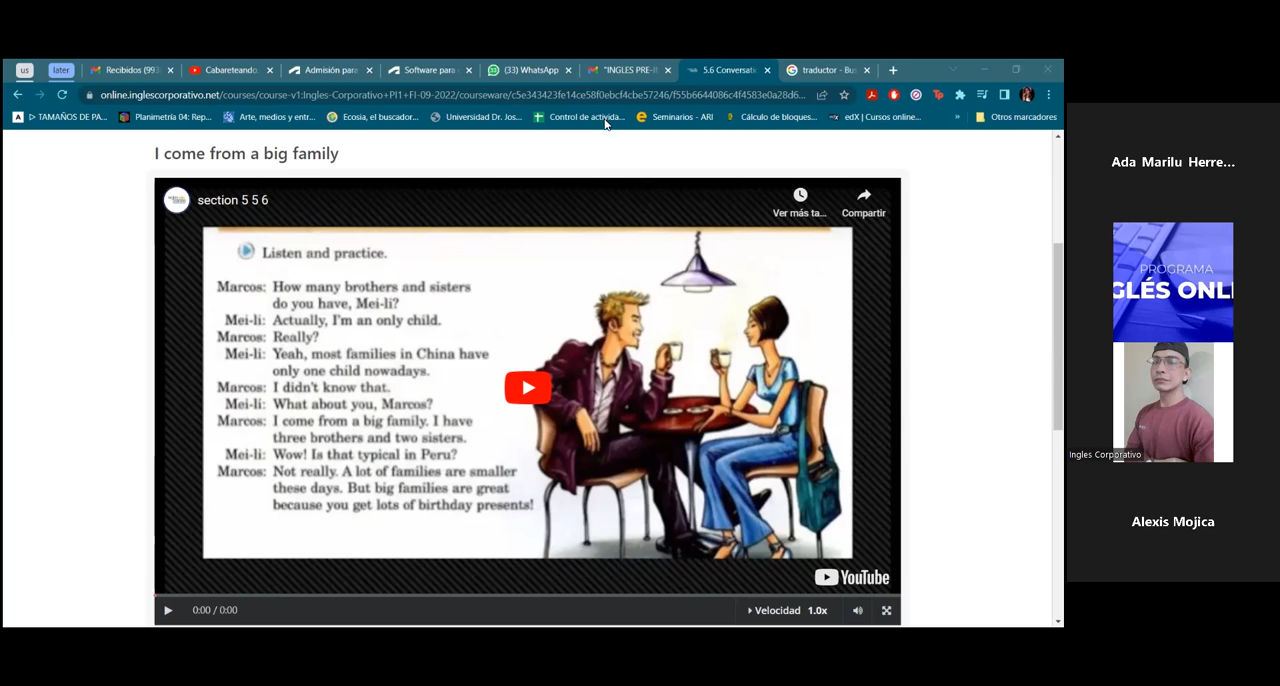 us
later
Recibidos (993
Cabareteando.
Admisión para
Software para
(33) WhatsApp
"INGLES PRE-I
5.6 Conversati
traductor - Bus
online.inglescorporativo.net/courses/course-v1:Ingles-Corporativo+PI1+FI-09-2022/courseware/c5e343423fe14ce58f0ebcf4cbe57246/f55b6644086c4f4583e0a28d6...
▷ TAMAÑOS DE PA...
Planimetría 04: Rep...
Arte, medios y entr...
Ecosia, el buscador...
Universidad Dr. Jos...
Control de activida...
Seminarios - ARI
Cálculo de bloques...
edX | Cursos online...
»
Otros marcadores
I come from a big family
section 5 5 6
Ver más ta...
Compartir
Listen and practice.
Marcos: How many brothers and sisters
do you have, Mei-li?
Mei-li: Actually, I'm an only child.
Marcos: Really?
Mei-li: Yeah, most families in China have
only one child nowadays.
Marcos: I didn't know that.
Mei-li: What about you, Marcos?
Marcos: I come from a big family. I have
three brothers and two sisters.
Mei-li: Wow! Is that typical in Peru?
Marcos: Not really. A lot of families are smaller
these days. But big families are great
because you get lots of birthday presents!
YouTube
0:00 / 0:00
Velocidad 1.0x
Ada Marilu Herre...
PROGRAMA
GLÉS ONLI
Ingles Corporativo
Alexis Mojica